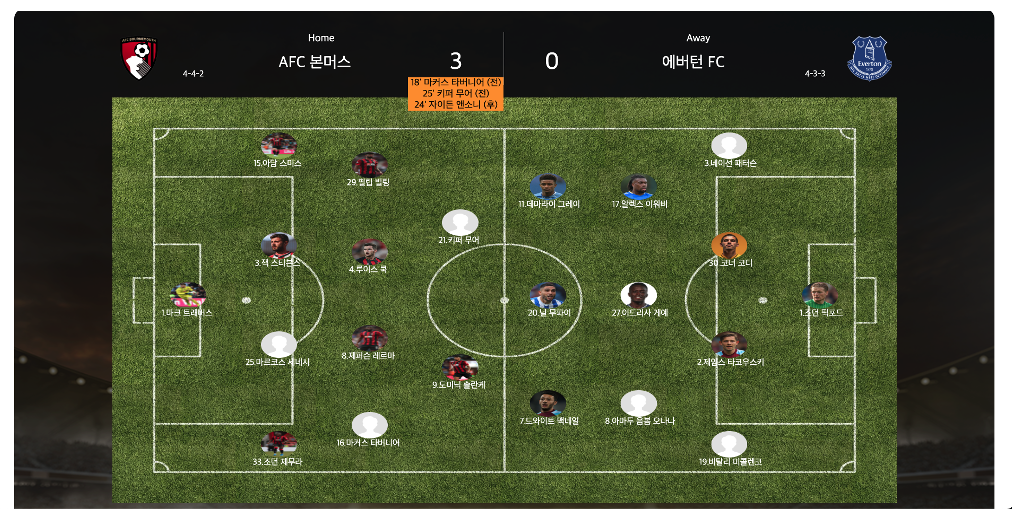 Home
Away
AFC 본머스
3
0
에버턴 FC
4-4-2
4-3-3
Everton
18' 마커스 타버니어 (전)
25' 키퍼 무어 (전)
24' 자이든 앤소니 (후)
15.아담 스미스
29.필립 빌링
21.키퍼 무어
3.잭 스티븐스
4.루이스 쿡
1.마크 트래버스
25.마르코스 세네시
8.제퍼슨 레르마
9.도미닉 솔란케
16.마커스 타버니어
33.조던 제무라
3.네이선 패터슨
11.데마라이 그레이
17.알렉스 이워비
30.코너 코디
20.닐 무파이
27.이드리사 게예
1.조던 픽포드
2.제임스 타코우스키
7.드와이트 맥네일
8.아마두 음봄 오나나
19.비탈리 미콜렌코